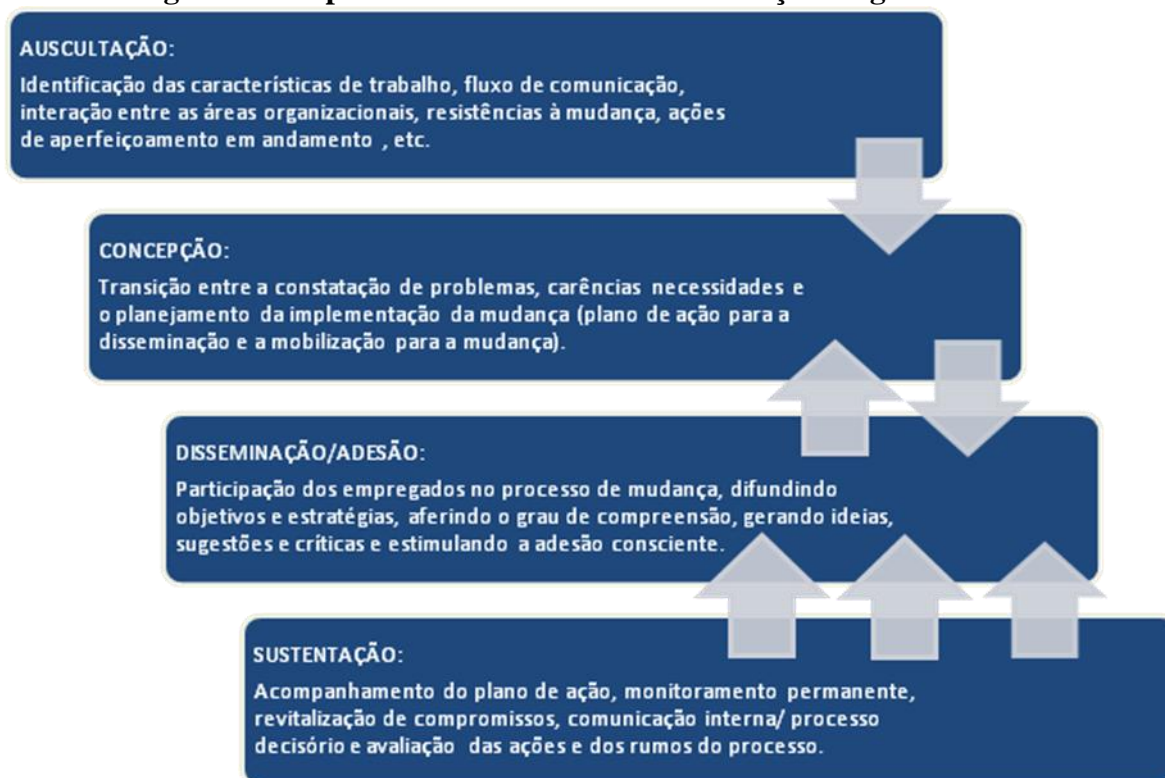 AUSCULTAÇÃO:
Identificação das características de trabalho, fluxo de comunicação,
interação entre as áreas organizacionais, resistências à mudança, ações
de aperfeiçoamento em andamento , etc.
CONCEPÇÃO:
Transição entre a constatação de problemas, carências necessidades e
o planejamento da implementação da mudança (plano de ação para a
disseminação e a mobilização para a mudança).
DISSEMINAÇÃO/ADESÃO:
Participação dos empregados no processo de mudança, difundindo
objetivos e estratégias, aferindo o grau de compreensão, gerando ideias,
sugestões e críticas e estimulando a adesão consciente.
SUSTENTAÇÃO:
Acompanhamento do plano de ação, monitoramento permanente,
revitalização de compromissos, comunicação interna/ processo
decisório e avaliação das ações e dos rumos do processo.